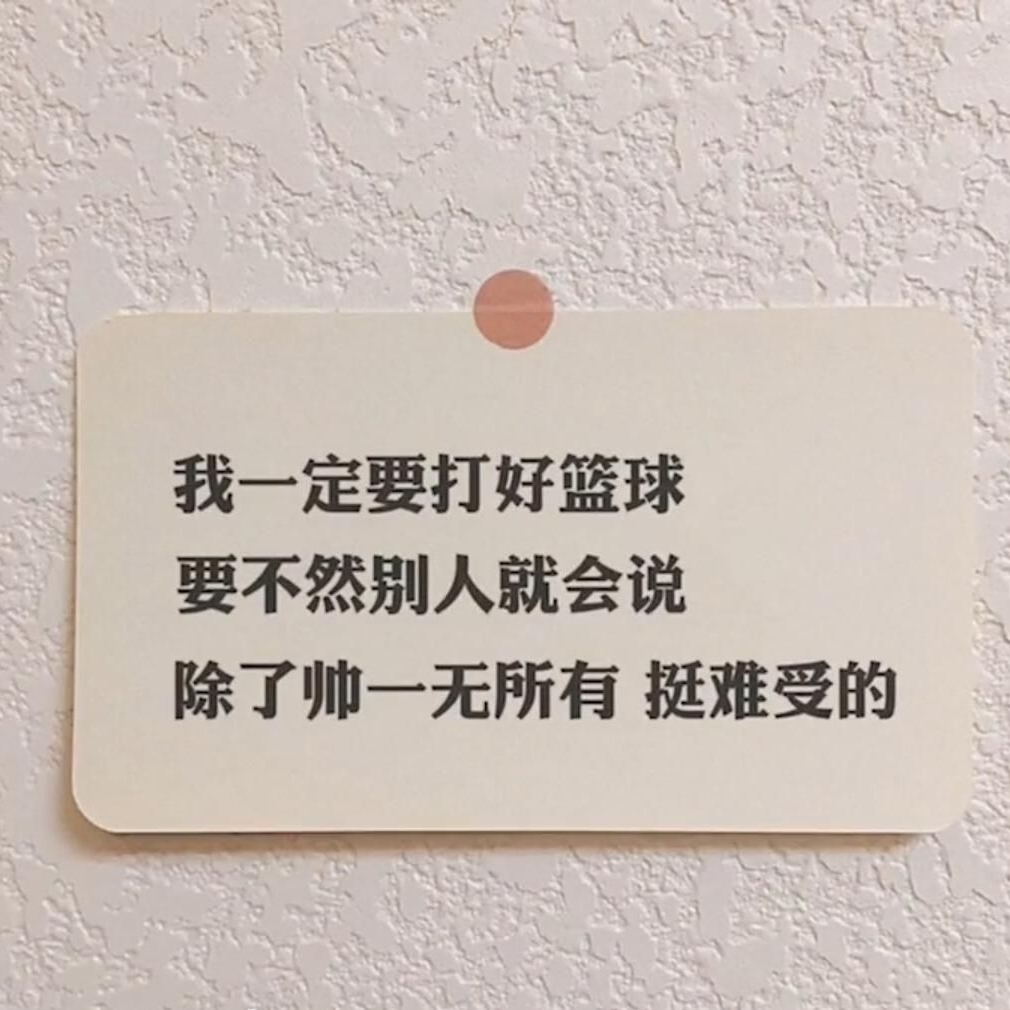 我一定要打好篮球
要不然别人就会说
除了帅一无所有 挺难受的